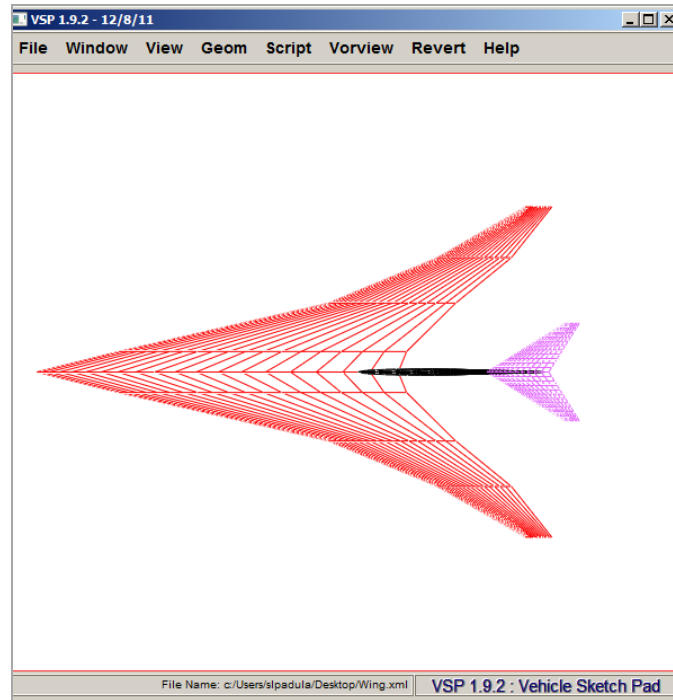 VSP 1.9.2 - 12/8/11
File Window View Geom Script Vorview Revert Help
File Name: c:/Users/slpadula/Desktop/Wing.xml VSP 1.9.2 : Vehicle Sketch Pad